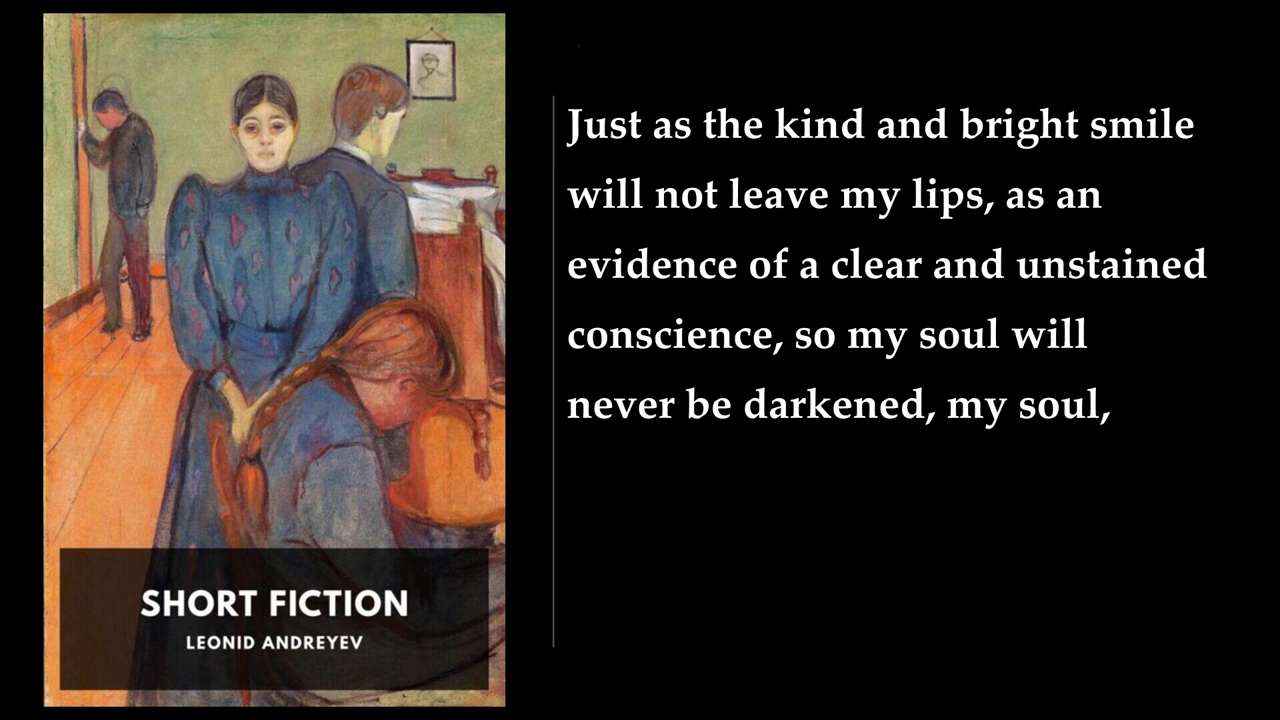 SHORT FICTION
LEONID ANDREYEV
Just as the kind and bright smile
will not leave my lips, as an
evidence of a clear and unstained
conscience, so my soul will
never be darkened, my soul,